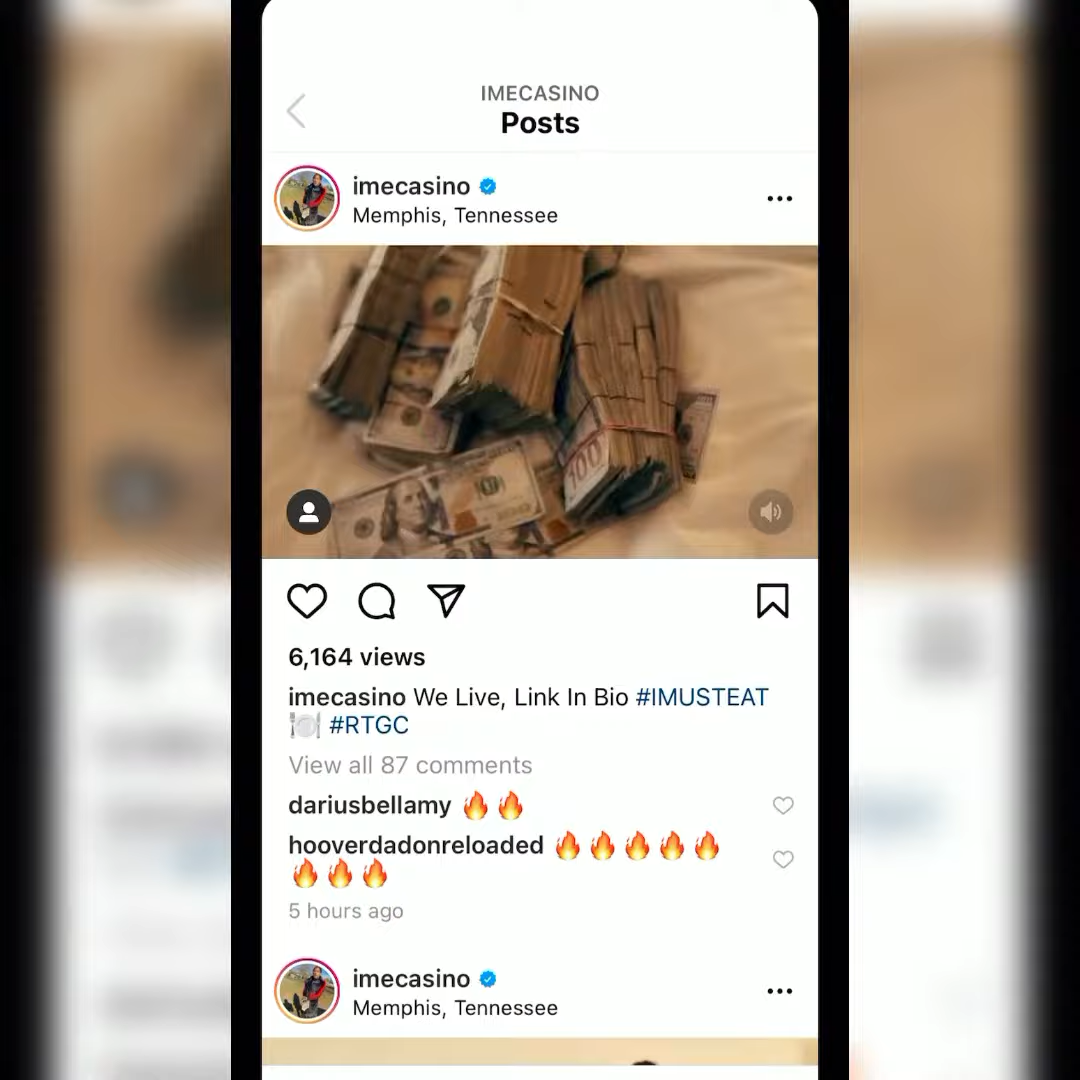 IMECASINO
Posts
imecasino
Memphis, Tennessee
100
6,164 views
imecasino We Live, Link In Bio #IMUSTEAT
🍽️ #RTGC
View all 87 comments
dariusbellamy 🔥🔥
hooverdadonreloaded 🔥🔥🔥🔥🔥
🔥🔥🔥
5 hours ago
imecasino
Memphis, Tennessee